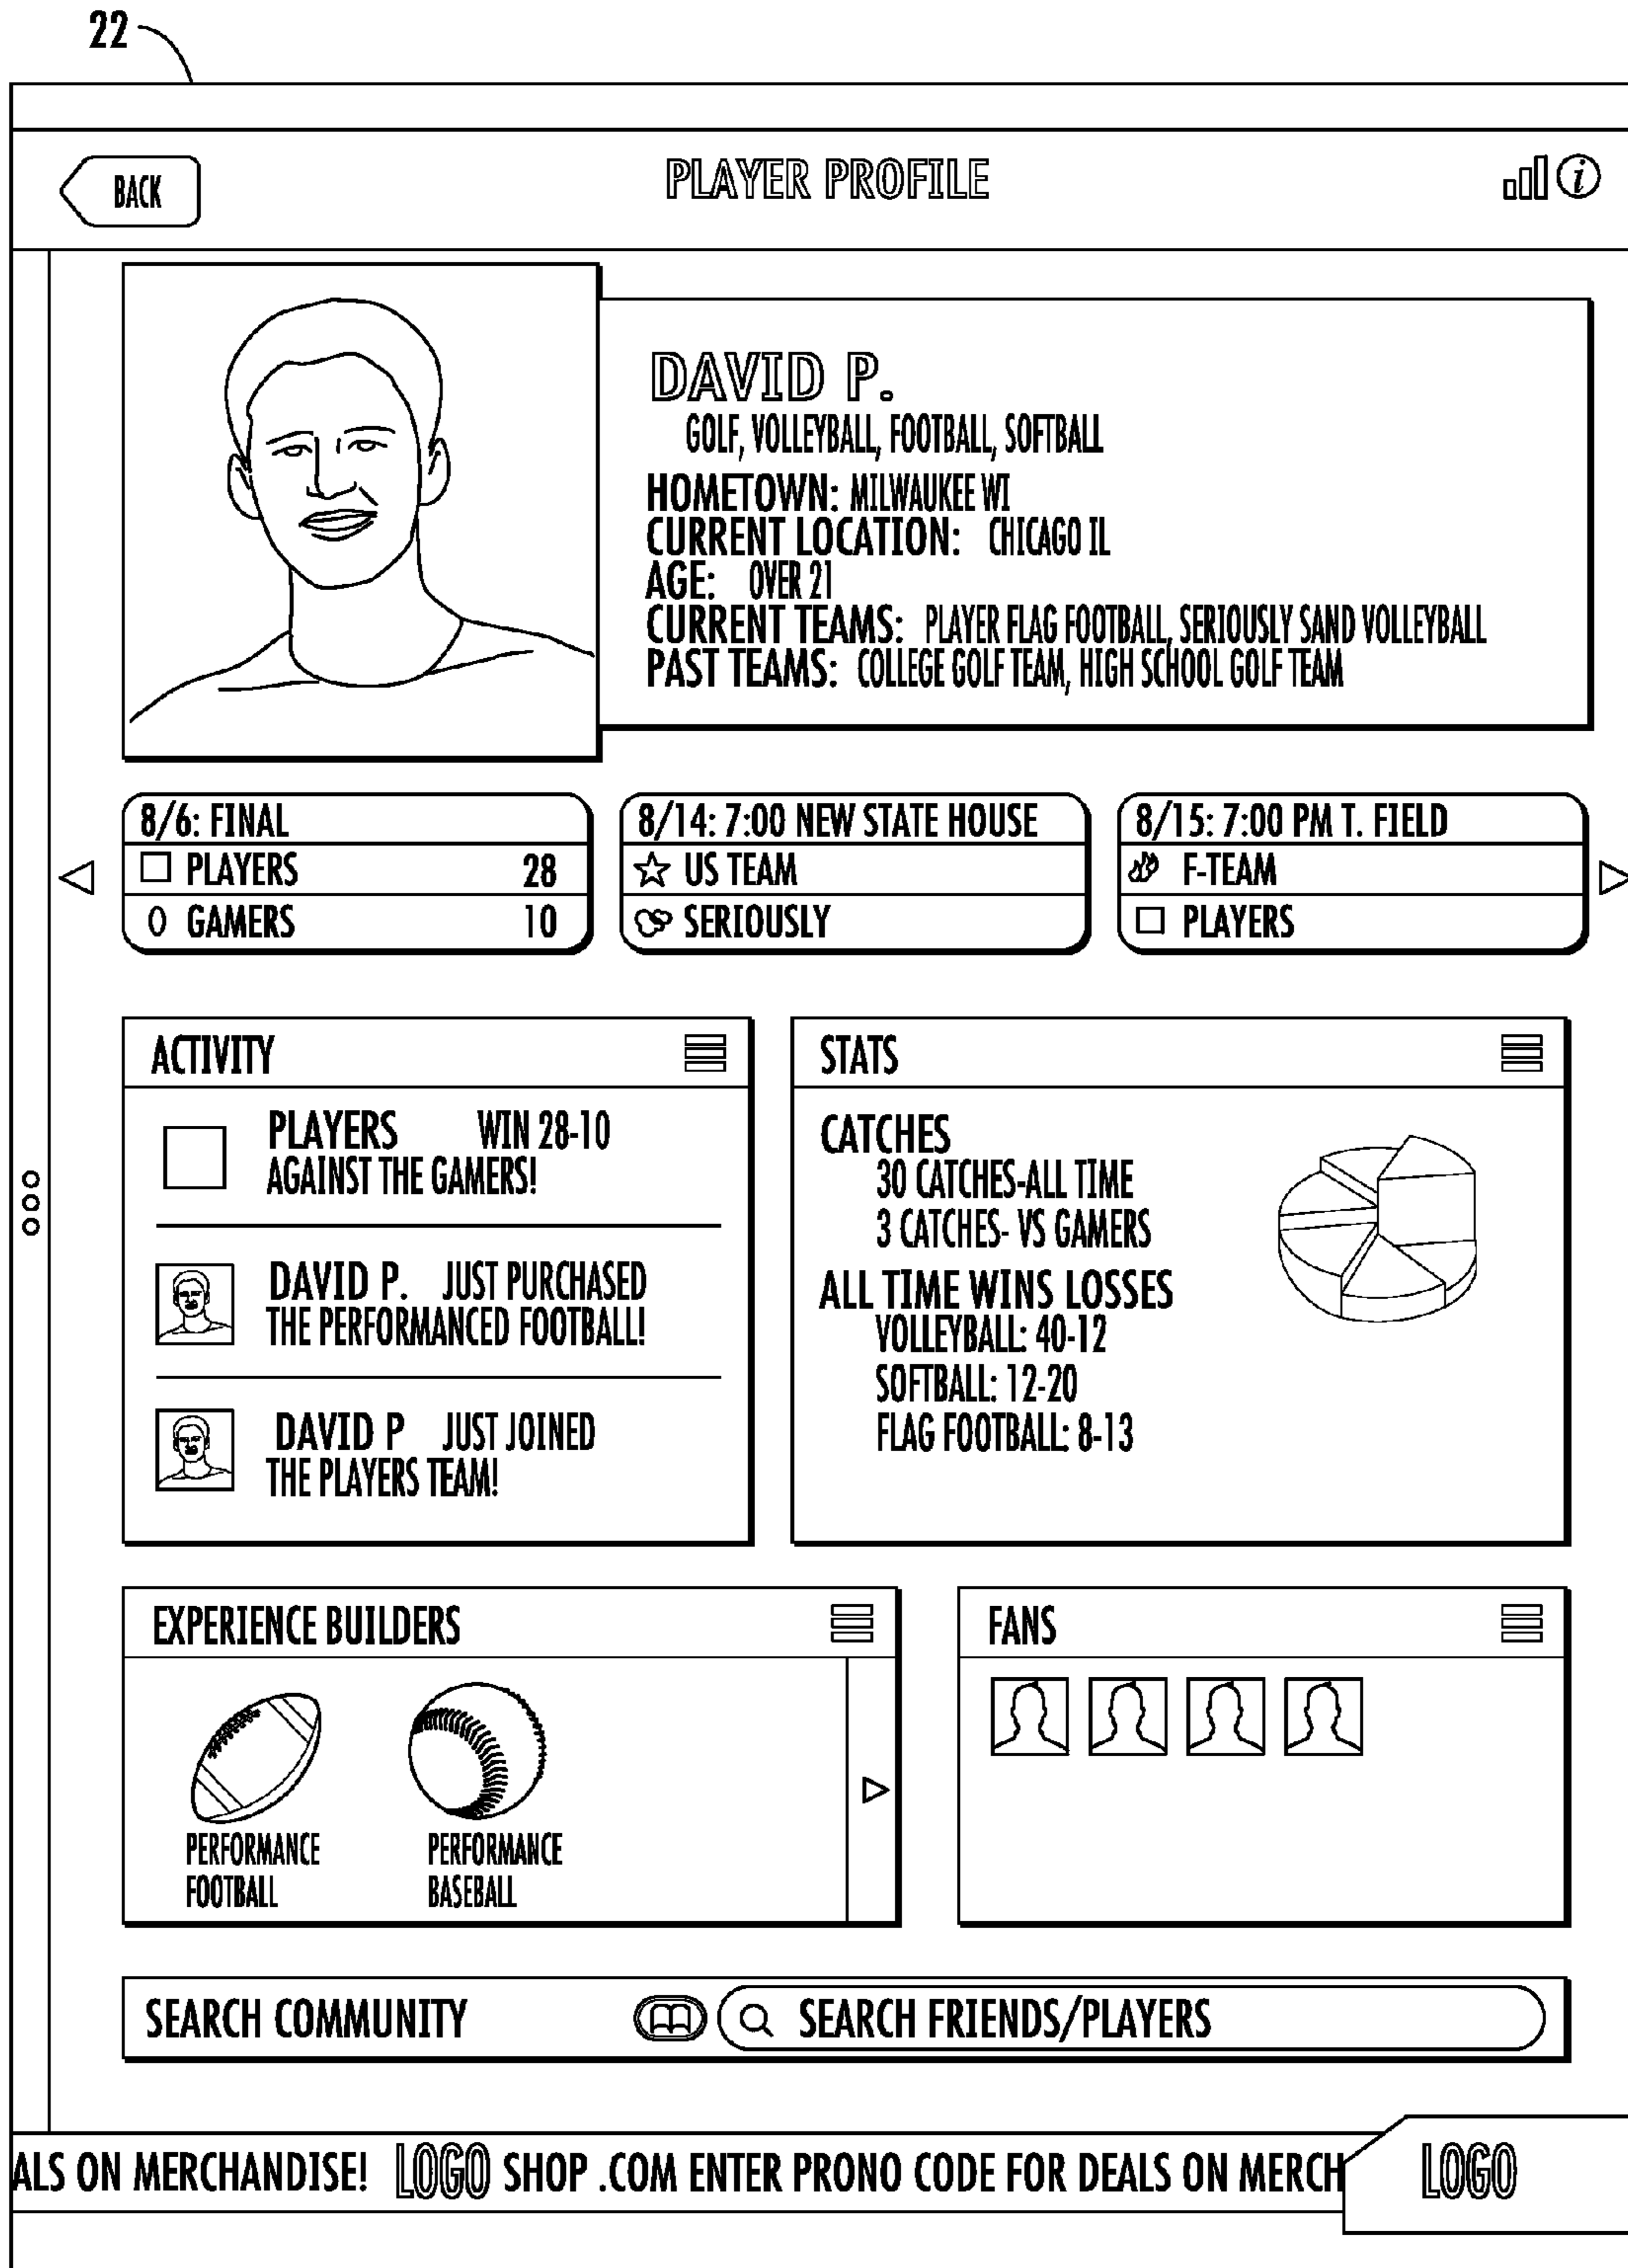 22
BACK
PLAYER PROFILE
i
DAVID P.
GOLF, VOLLEYBALL, FOOTBALL, SOFTBALL
HOMETOWN: MILWAUKEE WI
CURRENT LOCATION: CHICAGO IL
AGE: OVER 21
CURRENT TEAMS: PLAYER FLAG FOOTBALL, SERIOUSLY SAND VOLLEYBALL
PAST TEAMS: COLLEGE GOLF TEAM, HIGH SCHOOL GOLF TEAM
8/6: FINAL
PLAYERS 28
GAMERS 10
8/14: 7:00 NEW STATE HOUSE
US TEAM
SERIOUSLY
8/15: 7:00 PM T. FIELD
F-TEAM
PLAYERS
ACTIVITY
PLAYERS WIN 28-10
AGAINST THE GAMERS!
DAVID P. JUST PURCHASED
THE PERFORMANCED FOOTBALL!
DAVID P JUST JOINED
THE PLAYERS TEAM!
STATS
CATCHES
30 CATCHES-ALL TIME
3 CATCHES- VS GAMERS
ALL TIME WINS LOSSES
VOLLEYBALL: 40-12
SOFTBALL: 12-20
FLAG FOOTBALL: 8-13
EXPERIENCE BUILDERS
PERFORMANCE
FOOTBALL
PERFORMANCE
BASEBALL
FANS
SEARCH COMMUNITY
SEARCH FRIENDS/PLAYERS
ALS ON MERCHANDISE! LOGO SHOP .COM ENTER PRONO CODE FOR DEALS ON MERCH
LOGO